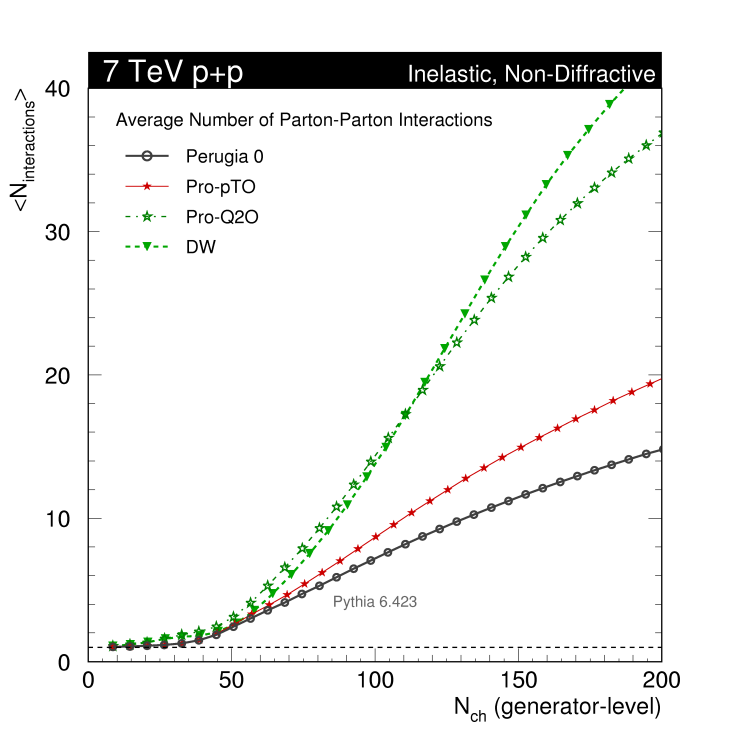 7 TeV p+p
Inelastic, Non-Diffractive
Average Number of Parton-Parton Interactions
Perugia 0
Pro-pTO
Pro-Q2O
DW
<N_interactions>
40
30
20
10
0
Pythia 6.423
0 50 100 150 200
N_ch (generator-level)